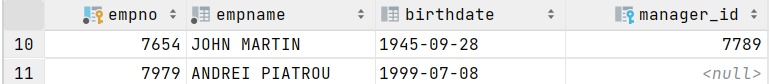 empno empname birthdate manager_id
10 7654 JOHN MARTIN 1945-09-28 7789
11 7979 ANDREI PIATROU 1999-07-08 <null>